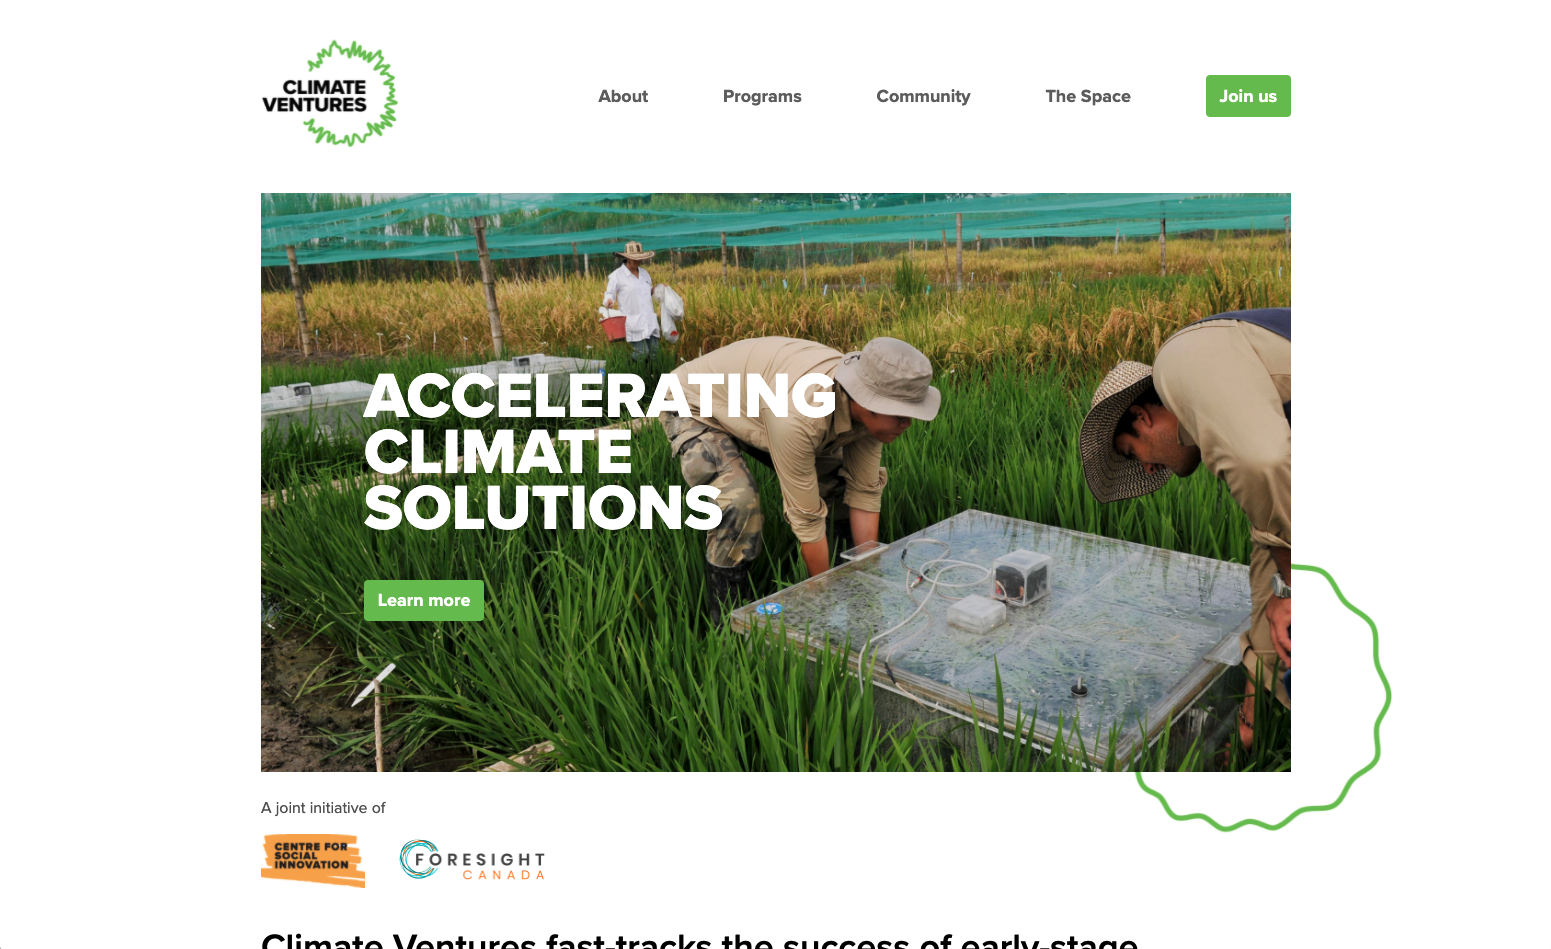 CLIMATE
VENTURES
About
Programs
Community
The Space
Join us
ACCELERATING
CLIMATE
SOLUTIONS
Learn more
A joint initiative of
CENTRE FOR
SOCIAL
INNOVATION
FORESIGHT
CANADA
Climate Ventures fast-tracks the success of early-stage